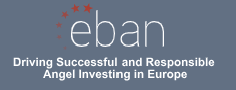 eban
Driving Successful and Responsible
Angel Investing in Europe